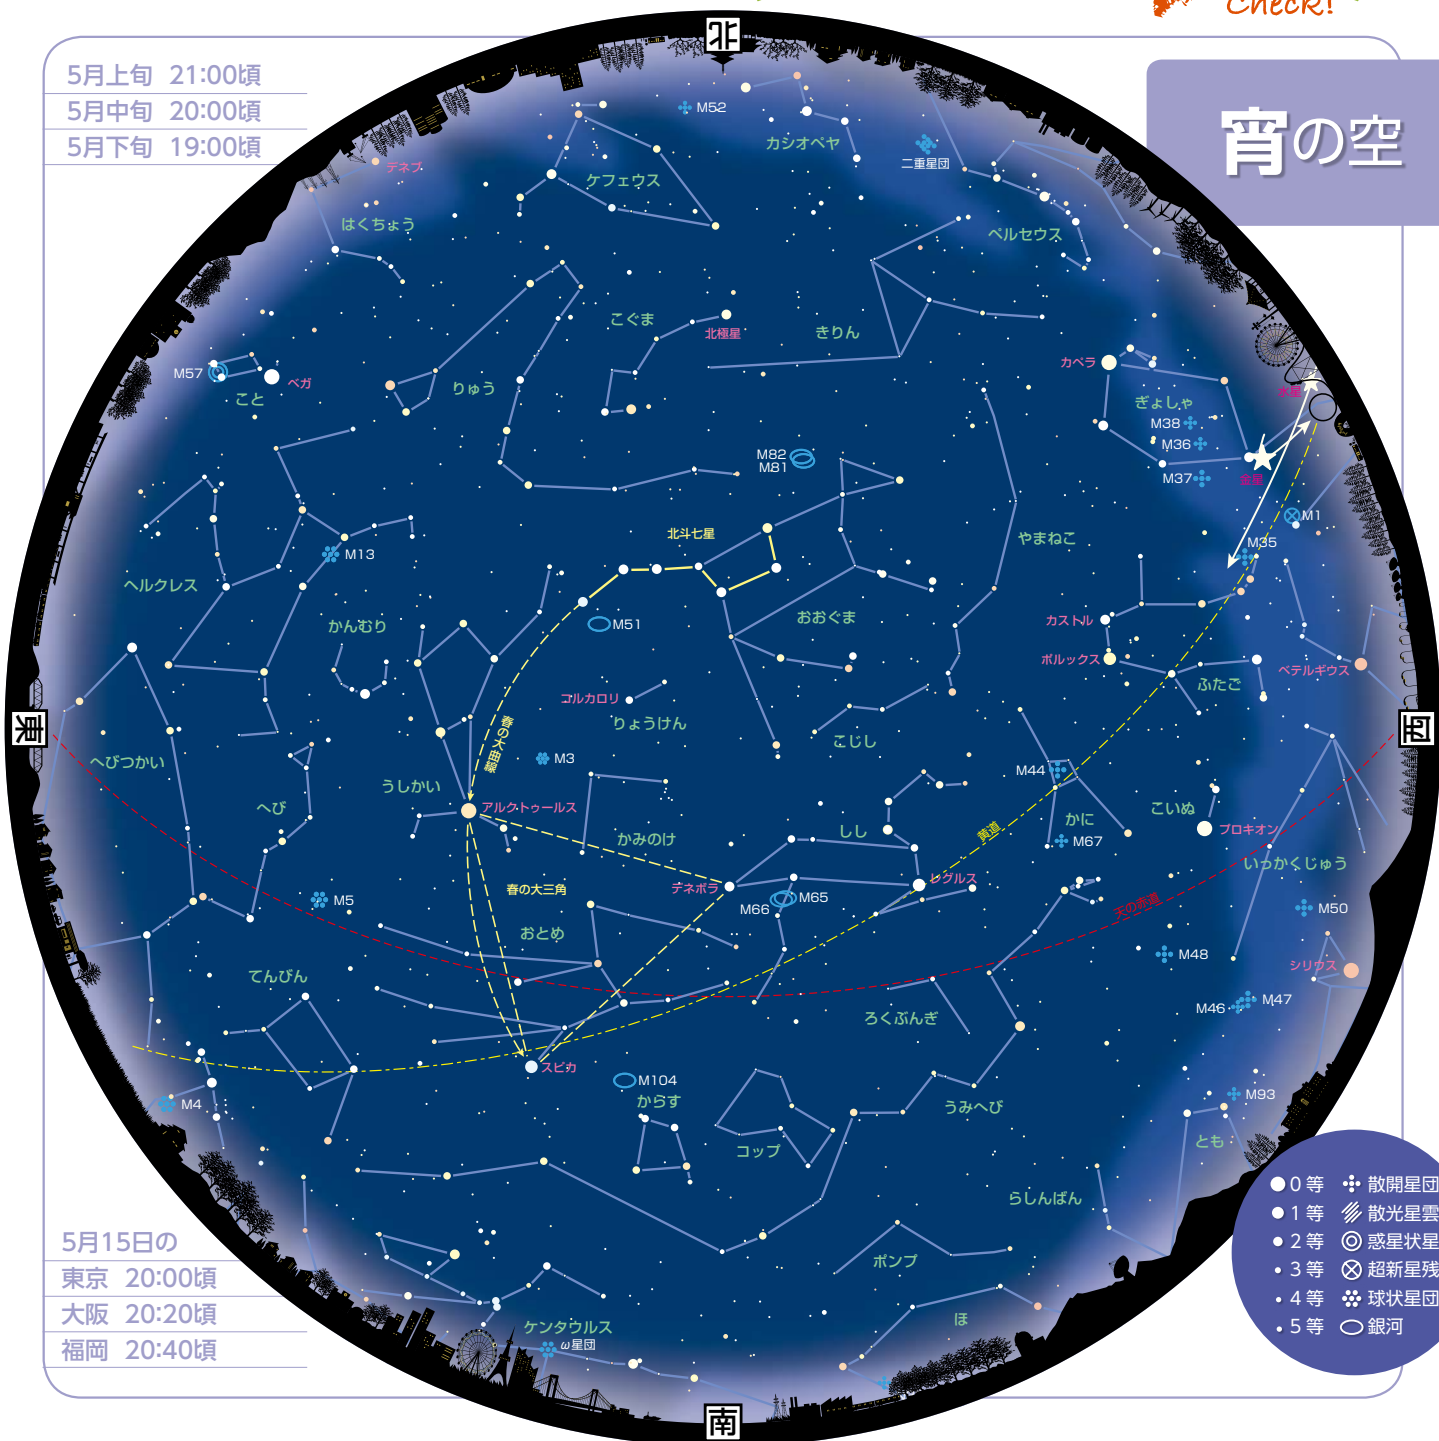 Check!
宵の空
5月上旬 21:00頃
5月中旬 20:00頃
5月下旬 19:00頃
北
M52
カシオペヤ
二重星団
デネブ
ケフェウス
はくちょう
ペルセウス
こぐま
北極星
きりん
カペラ
M57
ベガ
こと
りゅう
水星
ぎょしゃ
M38
M36
M37
金星
M82
M81
M1
北斗七星
やまねこ
M35
M13
ヘルクレス
かんむり
M51
おおぐま
カストル
ポルックス
ベテルギウス
ふたご
コルカロリ
りょうけん
東
西
春の大曲線
こじし
へびつかい
M3
M44
うしかい
アルクトゥールス
へび
かみのけ
しし
黄道
かに
こいぬ
プロキオン
M67
いっかくじゅう
デネボラ
レグルス
春の大三角
M65
M66
M5
天の赤道
M50
おとめ
M48
てんびん
シリウス
M47
M46
ろくぶんぎ
スピカ
M104
からす
M4
うみへび
M93
コップ
とも
らしんばん
ポンプ
ケンタウルス
ω星団
ほ
南
5月15日の
東京 20:00頃
大阪 20:20頃
福岡 20:40頃
0等 散開星団
1等 散光星雲
2等 惑星状星
3等 超新星残
4等 球状星団
5等 銀河